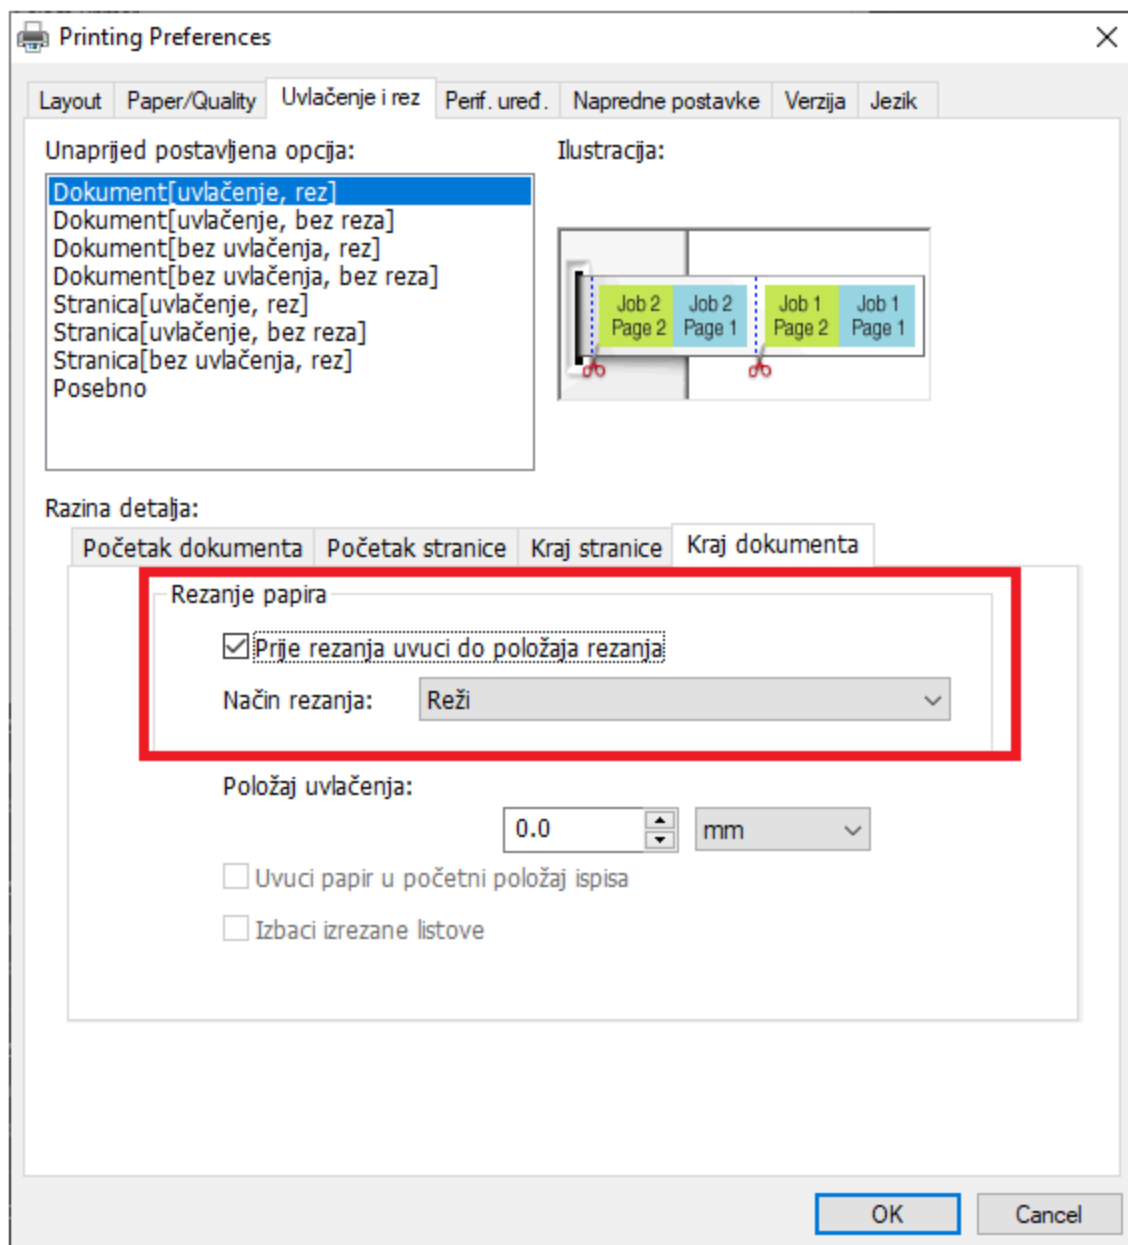 Printing Preferences
Layout Paper/Quality Uvlačenje i rez Perif. uređ. Napredne postavke Verzija Jezik
Unaprijed postavljena opcija:
Ilustracija:
Dokument[uvlačenje, rez]
Dokument[uvlačenje, bez reza]
Dokument[bez uvlačenja, rez]
Dokument[bez uvlačenja, bez reza]
Stranica[uvlačenje, rez]
Stranica[uvlačenje, bez reza]
Stranica[bez uvlačenja, rez]
Posebno
Job 2 Job 2 Job 1 Job 1
Page 2 Page 1 Page 2 Page 1
Razina detalja:
Početak dokumenta Početak stranice Kraj stranice Kraj dokumenta
Rezanje papira
Prije rezanja uvuci do položaja rezanja
Način rezanja: Reži
Položaj uvlačenja:
0.0 mm
Uvuci papir u početni položaj ispisa
Izbaci izrezane listove
OK Cancel